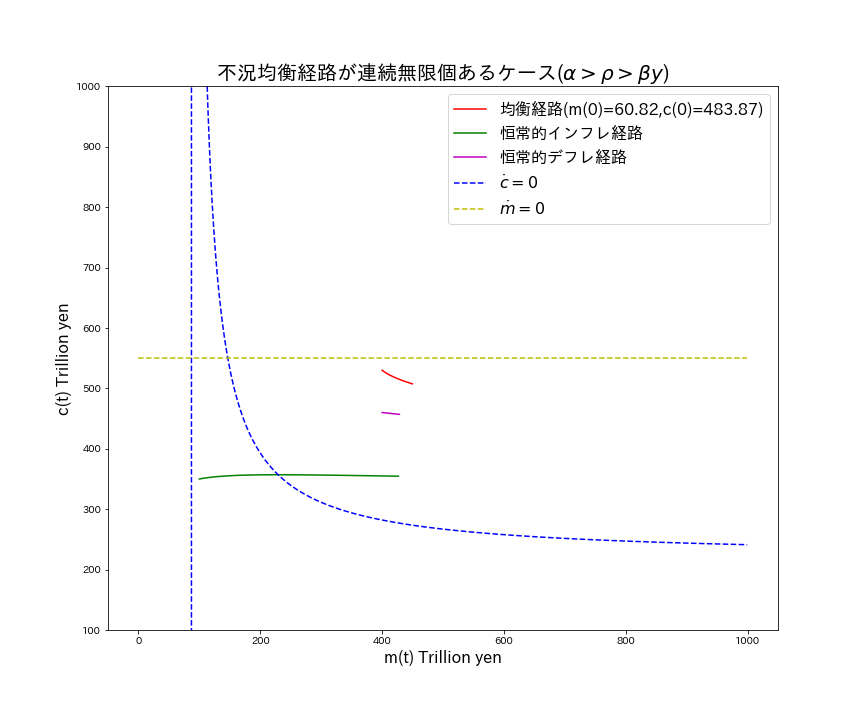 不況均衡経路が連続無限個あるケース(α > ρ > βy)
均衡経路(m(0)=60.82,c(0)=483.87)
恒常的インフレ経路
恒常的デフレ経路
ċ = 0
ṁ = 0
c(t) Trillion yen
1000
900
800
700
600
500
400
300
200
100
0 200 400 600 800 1000
m(t) Trillion yen